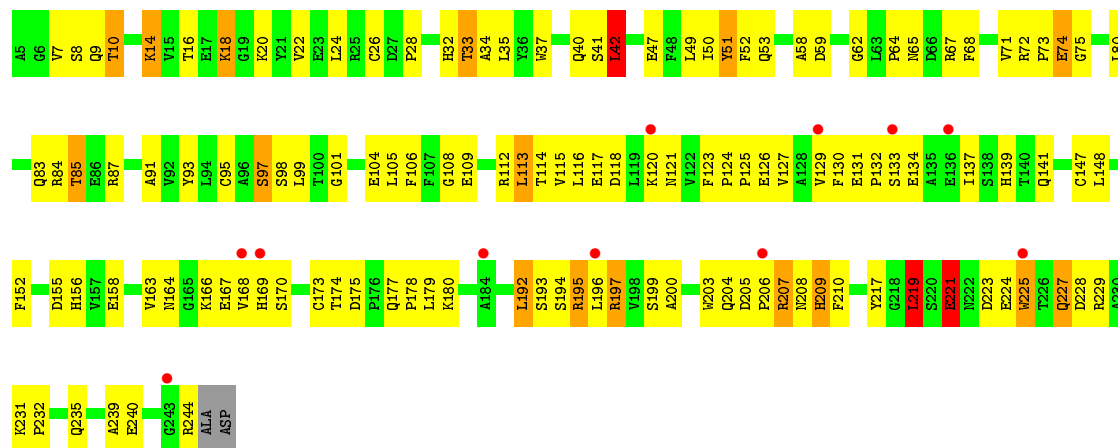 A5 G6 V7 S8 Q9 T10 K14 V15 T16 E17 K18 G19 K20 Y21 V22 E23 L24 R25 C26 D27 P28 H32 T33 A34 L35 Y36 W37 Q40 S41 L42 E47 F48 L49 I50 Y51 F52 Q53 A58 D59 G62 L63 P64 N65 D66 R67 F68 V71 R72 P73 E74 G75
Q83 R84 T85 E86 R87 A91 V92 Y93 L94 C95 A96 S97 S98 L99 T100 G101 E104 L105 F106 F107 G108 E109 R112 L113 T114 V115 L116 E117 D118 L119 K120 N121 V122 F123 P124 P125 E126 V127 A128 V129 F130 E131 P132 S133 E134 A135 E136 I137 S138 H139 T140 Q141 C147 L148
F152 D155 H156 V157 E158 V163 N164 G165 K166 E167 V168 H169 S170 C173 T174 D175 P176 Q177 P178 L179 K180 A184 L192 S193 S194 R195 L196 R197 V198 S199 A200 W203 Q204 D205 P206 R207 N208 H209 F210 Y217 G218 L219 S220 E221 N222 D223 E224 W225 T226 Q227 D228 R229
K231 P232 Q235 A239 E240 G243 R244 ALA ASP